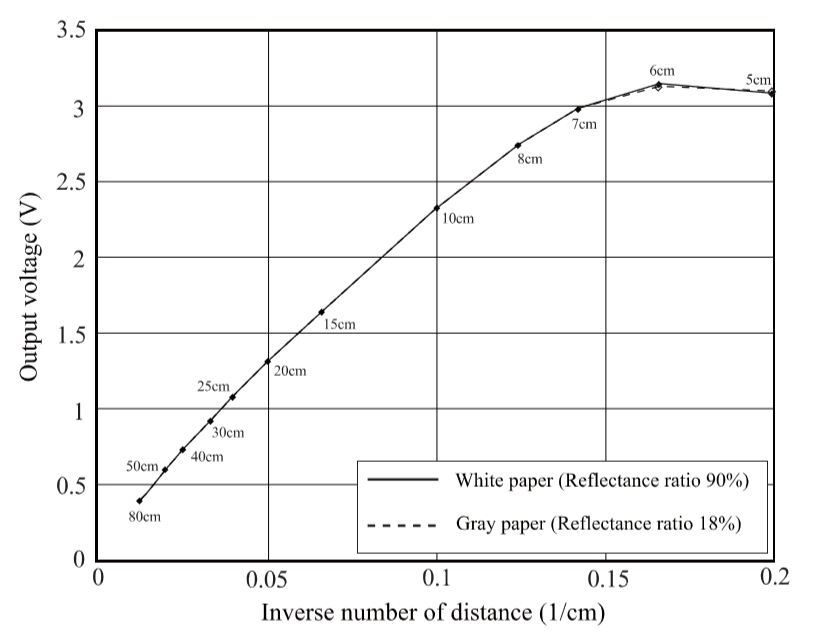 3.5
3
2.5
2
1.5
1
0.5
0
Output voltage (V)
6cm
5cm
7cm
8cm
10cm
15cm
20cm
25cm
30cm
40cm
50cm
80cm
White paper (Reflectance ratio 90%)
Gray paper (Reflectance ratio 18%)
0 0.05 0.1 0.15 0.2
Inverse number of distance (1/cm)